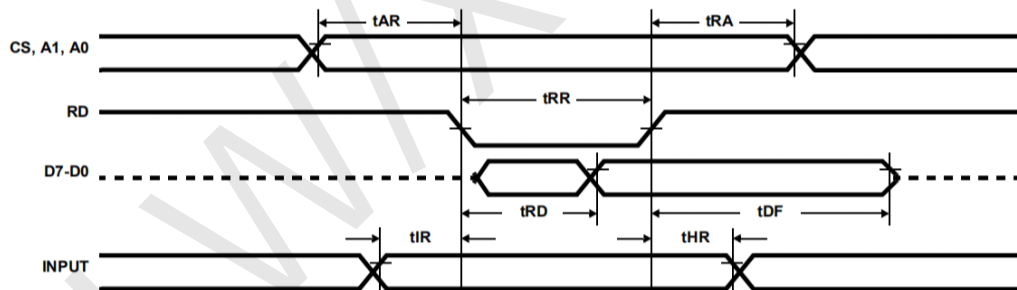 tAR tRA
CS, A1, A0
tRR
RD
D7-D0
tRD tDF
tIR tHR
INPUT